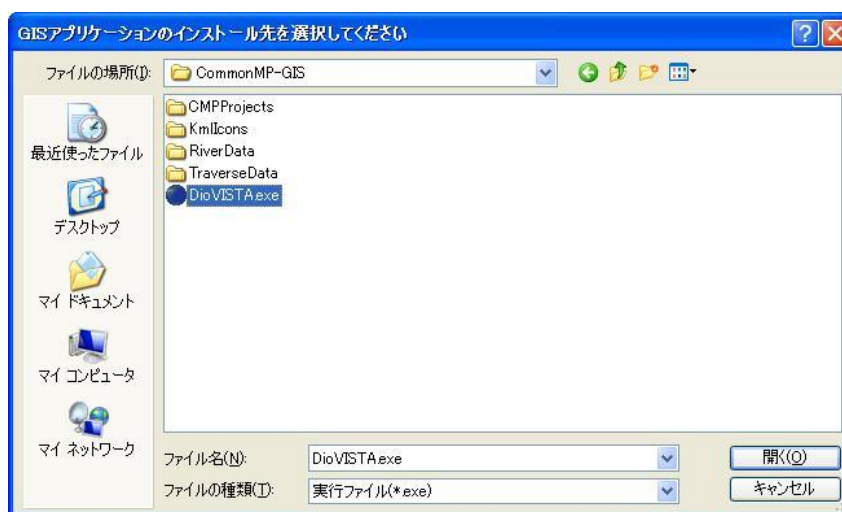 GISアプリケーションのインストール先を選択してください
ファイルの場所(I):
CommonMP-GIS
最近使ったファイル
デスクトップ
マイ ドキュメント
マイ コンピュータ
マイ ネットワーク
CMPProjects
KmlIcons
RiverData
TraverseData
DioVISTA.exe
ファイル名(N):
DioVISTA.exe
開く(O)
ファイルの種類(T):
実行ファイル(*.exe)
キャンセル